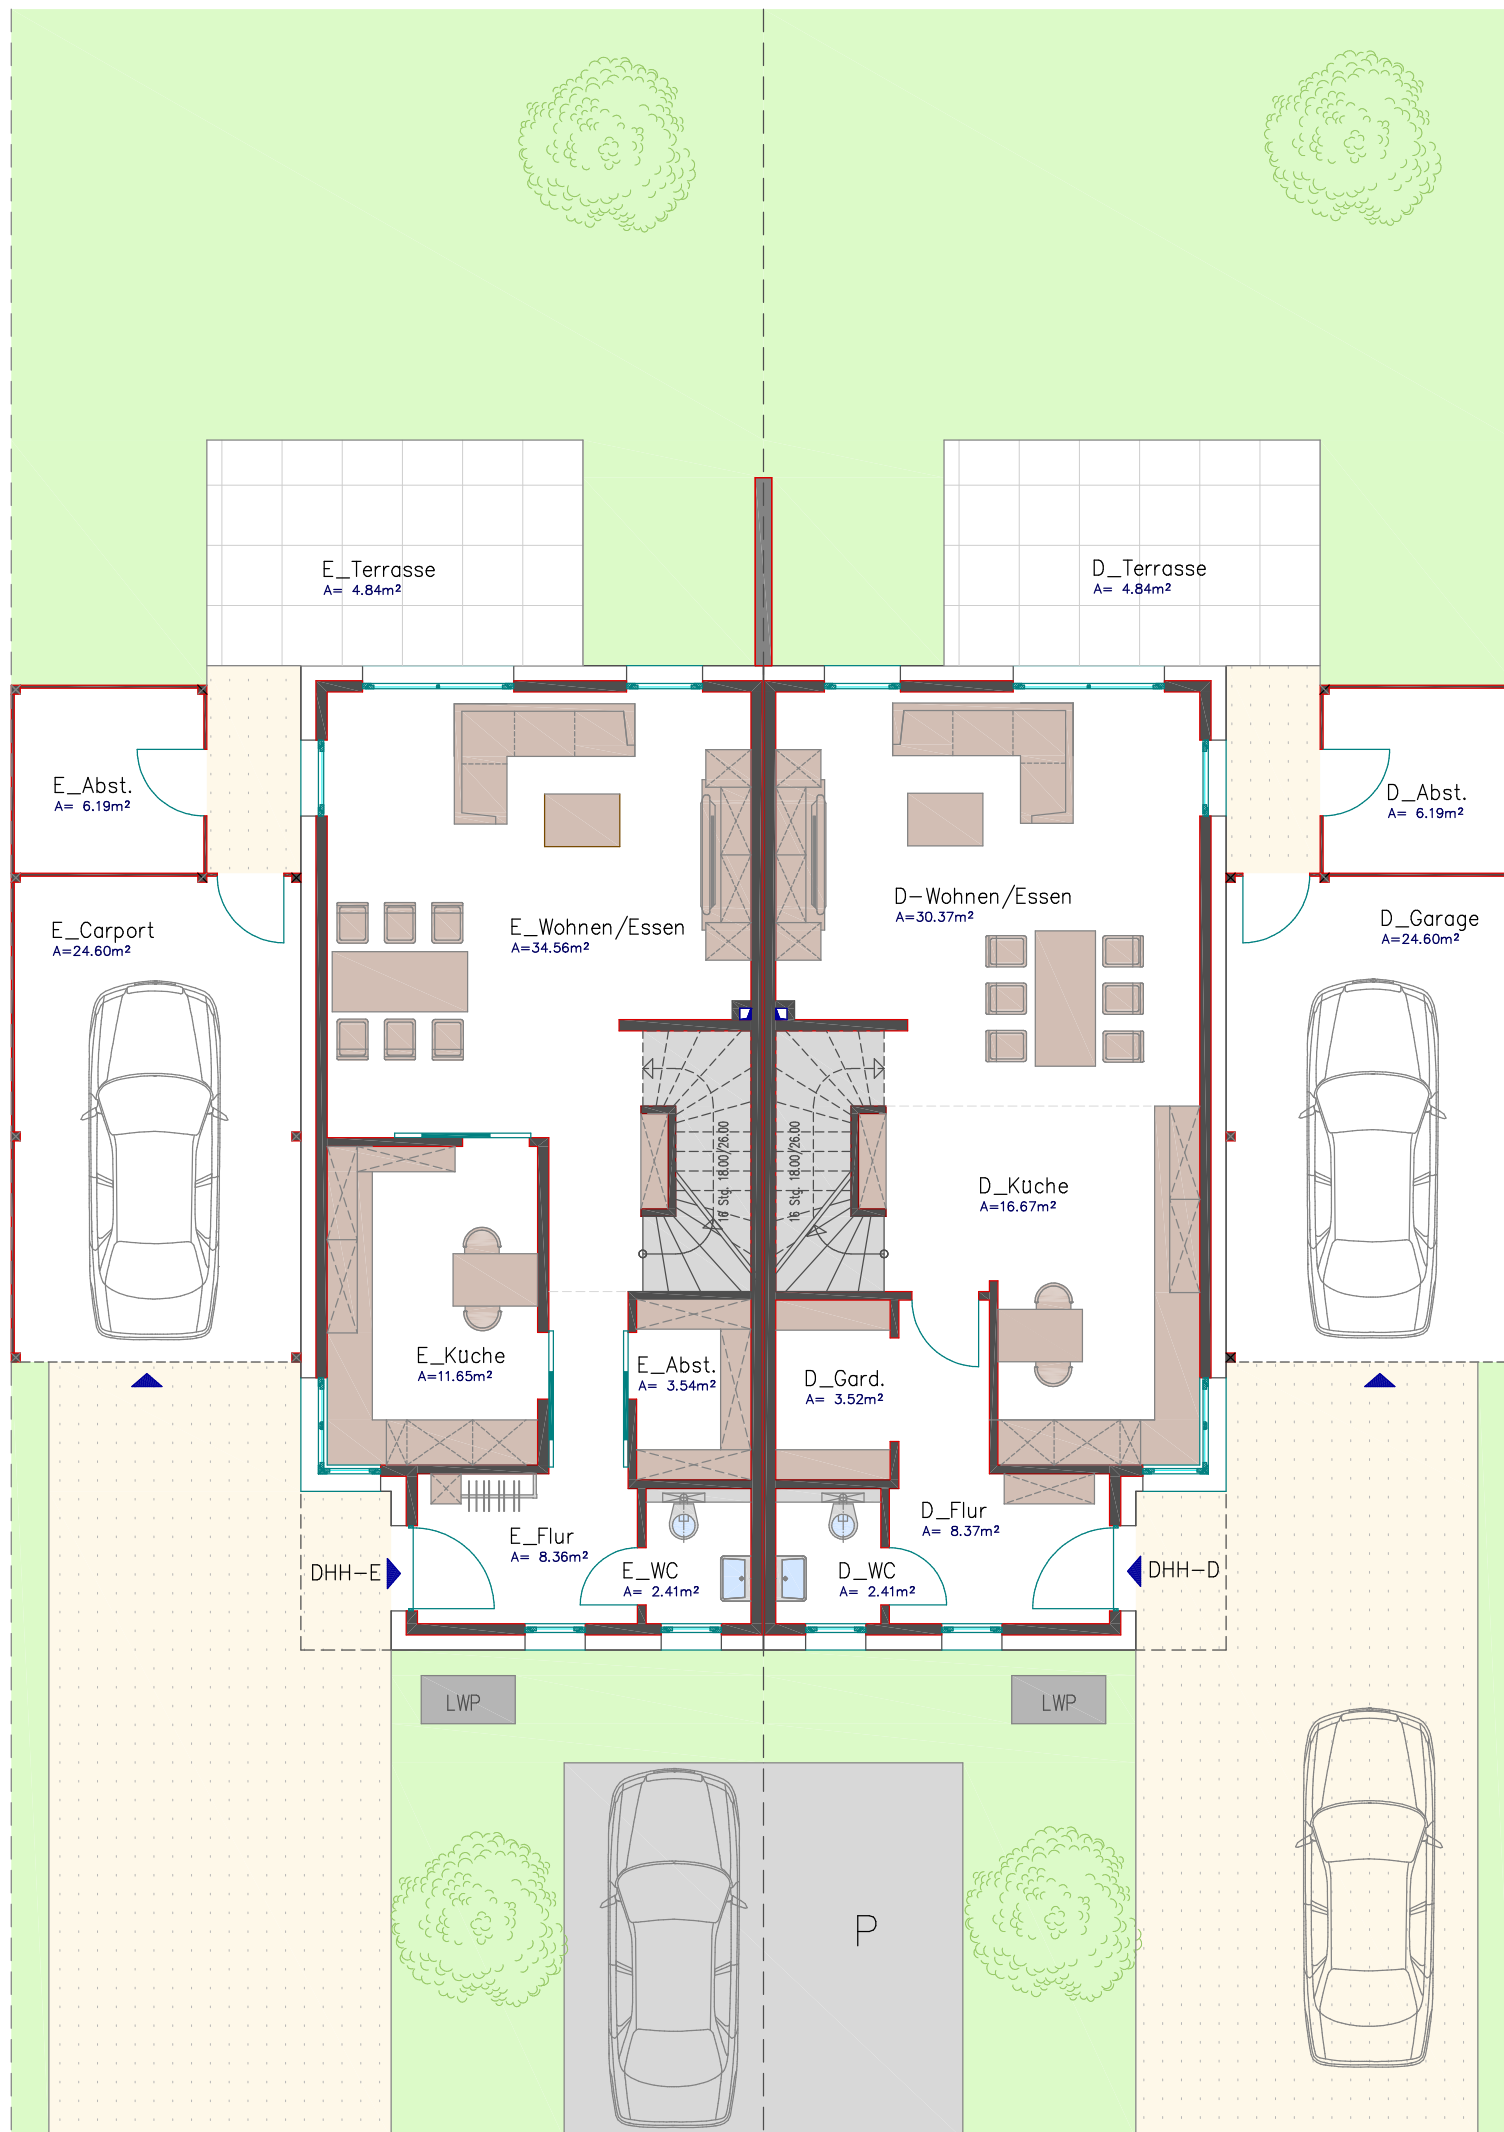 E_Terrasse
A= 4.84m²
D_Terrasse
A= 4.84m²
E_Abst.
A= 6.19m²
D_Abst.
A= 6.19m²
E_Carport
A=24.60m²
E_Wohnen/Essen
A=34.56m²
D-Wohnen/Essen
A=30.37m²
D_Garage
A=24.60m²
16 Stg. 18.00/26.00
16 Stg. 18.00/26.00
D_Küche
A=16.67m²
E_Küche
A=11.65m²
E_Abst.
A= 3.54m²
D_Gard.
A= 3.52m²
E_Flur
A= 8.36m²
D_Flur
A= 8.37m²
DHH-E
E_WC
A= 2.41m²
D_WC
A= 2.41m²
DHH-D
LWP
LWP
P